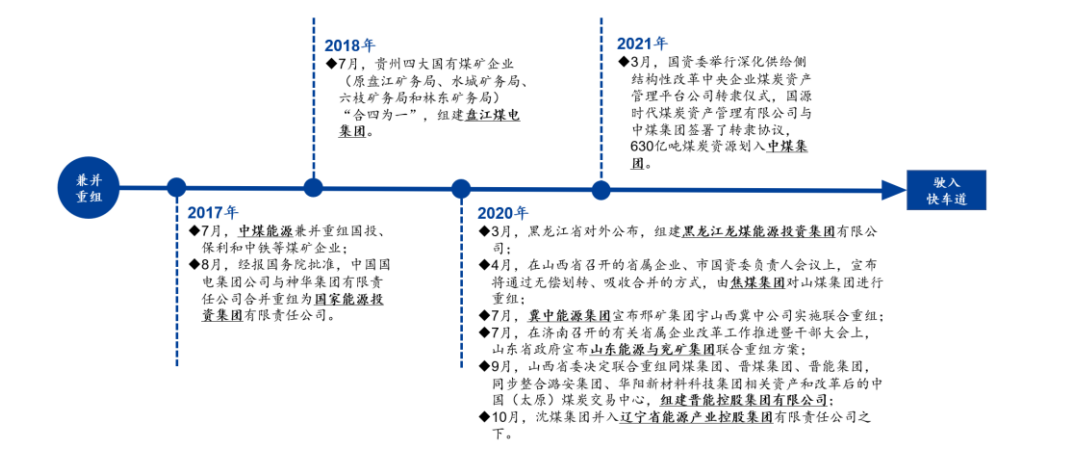 兼并
重组
2017年
◆7月，中煤能源兼并重组国投、
保利和中铁等煤矿企业；
◆8月，经报国务院批准，中国国
电集团公司与神华集团有限责
任公司合并重组为国家能源投
资集团有限责任公司。
2018年
◆7月，贵州四大国有煤矿企业
（原盘江矿务局、水城矿务局、
六枝矿务局和林东矿务局）
“合四为一”，组建盘江煤电
集团。
2020年
◆3月，黑龙江省对外公布，组建黑龙江龙煤能源投资集团有限公
司；
◆4月，在山西省召开的省属企业、市国资委负责人会议上，宣布
将通过无偿划转、吸收合并的方式，由焦煤集团对山煤集团进行
重组；
◆7月，冀中能源集团宣布邢矿集团宇山西冀中公司实施联合重组；
◆7月，在济南召开的有关省属企业改革工作推进暨干部大会上，
山东省政府宣布山东能源与兖矿集团联合重组方案；
◆9月，山西省委决定联合重组同煤集团、晋煤集团、晋能集团，
同步整合潞安集团、华阳新材料科技集团相关资产和改革后的中
国（太原）煤炭交易中心，组建晋能控股集团有限公司；
◆10月，沈煤集团并入辽宁省能源产业控股集团有限责任公司之
下。
2021年
◆3月，国资委举行深化供给侧
结构性改革中央企业煤炭资产
管理平台公司转隶仪式，国源
时代煤炭资产管理有限公司与
中煤集团签署了转隶协议，
630亿吨煤炭资源划入中煤集
团。
驶入
快车道